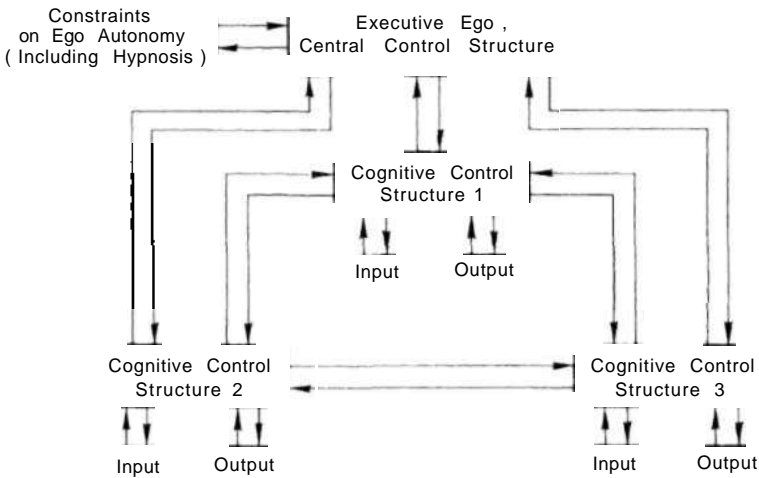 Constraints
on Ego Autonomy
( Including Hypnosis )
Executive Ego ,
Central Control Structure
Cognitive Control
Structure 1
Input
Output
Cognitive Control
Structure 2
Cognitive Control
Structure 3
Input
Output
Input
Output